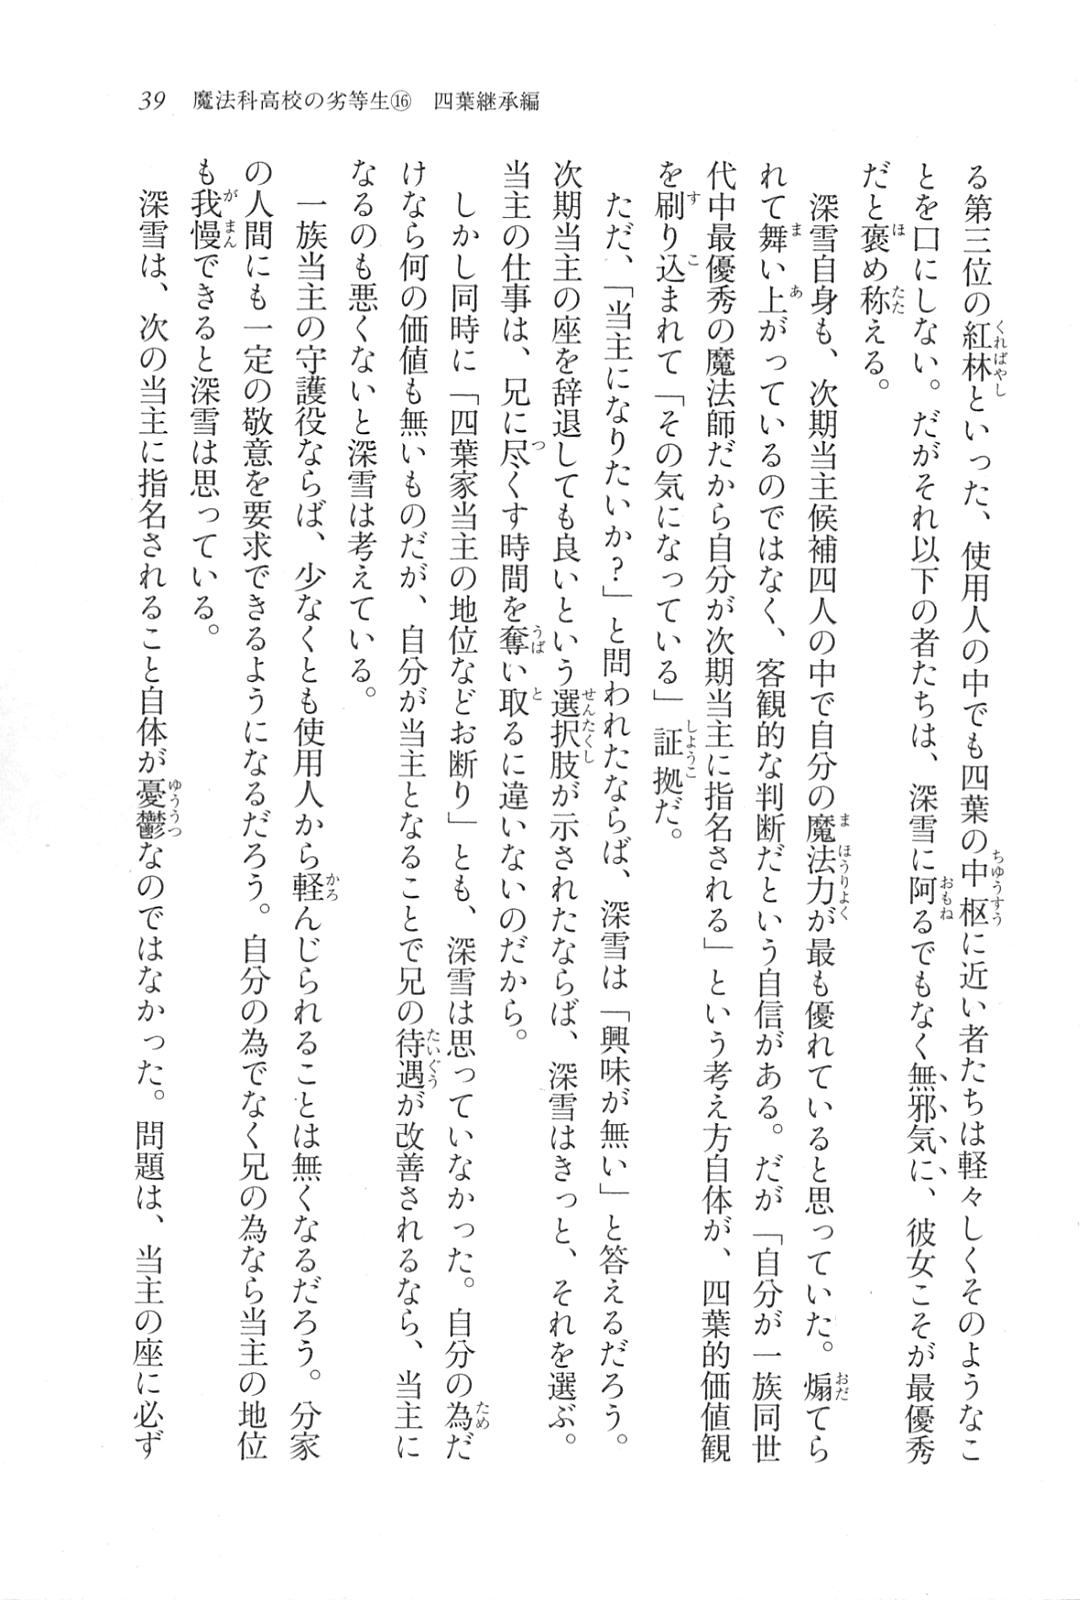 39　魔法科高校の劣等生⑯　四葉継承編
る第三位の紅林といった、使用人の中でも四葉の中枢に近い者たちは軽々しくそのようなこ
とを口にしない。だがそれ以下の者たちは、深雪に阿るでもなく無邪気に、彼女こそが最優秀
だと褒め称える。
　深雪自身も、次期当主候補四人の中で自分の魔法力が最も優れていると思っていた。煽てら
れて舞い上がっているのではなく、客観的な判断だという自信がある。だが「自分が一族同世
代中最優秀の魔法師だから自分が次期当主に指名される」という考え方自体が、四葉的価値観
を刷り込まれて「その気になっている」証拠だ。
　ただ、「当主になりたいか？」と問われたならば、深雪は「興味が無い」と答えるだろう。
次期当主の座を辞退しても良いという選択肢が示されたならば、深雪はきっと、それを選ぶ。
当主の仕事は、兄に尽くす時間を奪い取るに違いないのだから。
　しかし同時に「四葉家当主の地位などお断り」とも、深雪は思っていなかった。自分の為だ
けなら何の価値も無いものだが、自分が当主となることで兄の待遇が改善されるなら、当主に
なるのも悪くないと深雪は考えている。
　一族当主の守護役ならば、少なくとも使用人から軽んじられることは無くなるだろう。分家
の人間にも一定の敬意を要求できるようになるだろう。自分の為でなく兄の為なら当主の地位
も我慢できると深雪は思っている。
　深雪は、次の当主に指名されること自体が憂鬱なのではなかった。問題は、当主の座に必ず